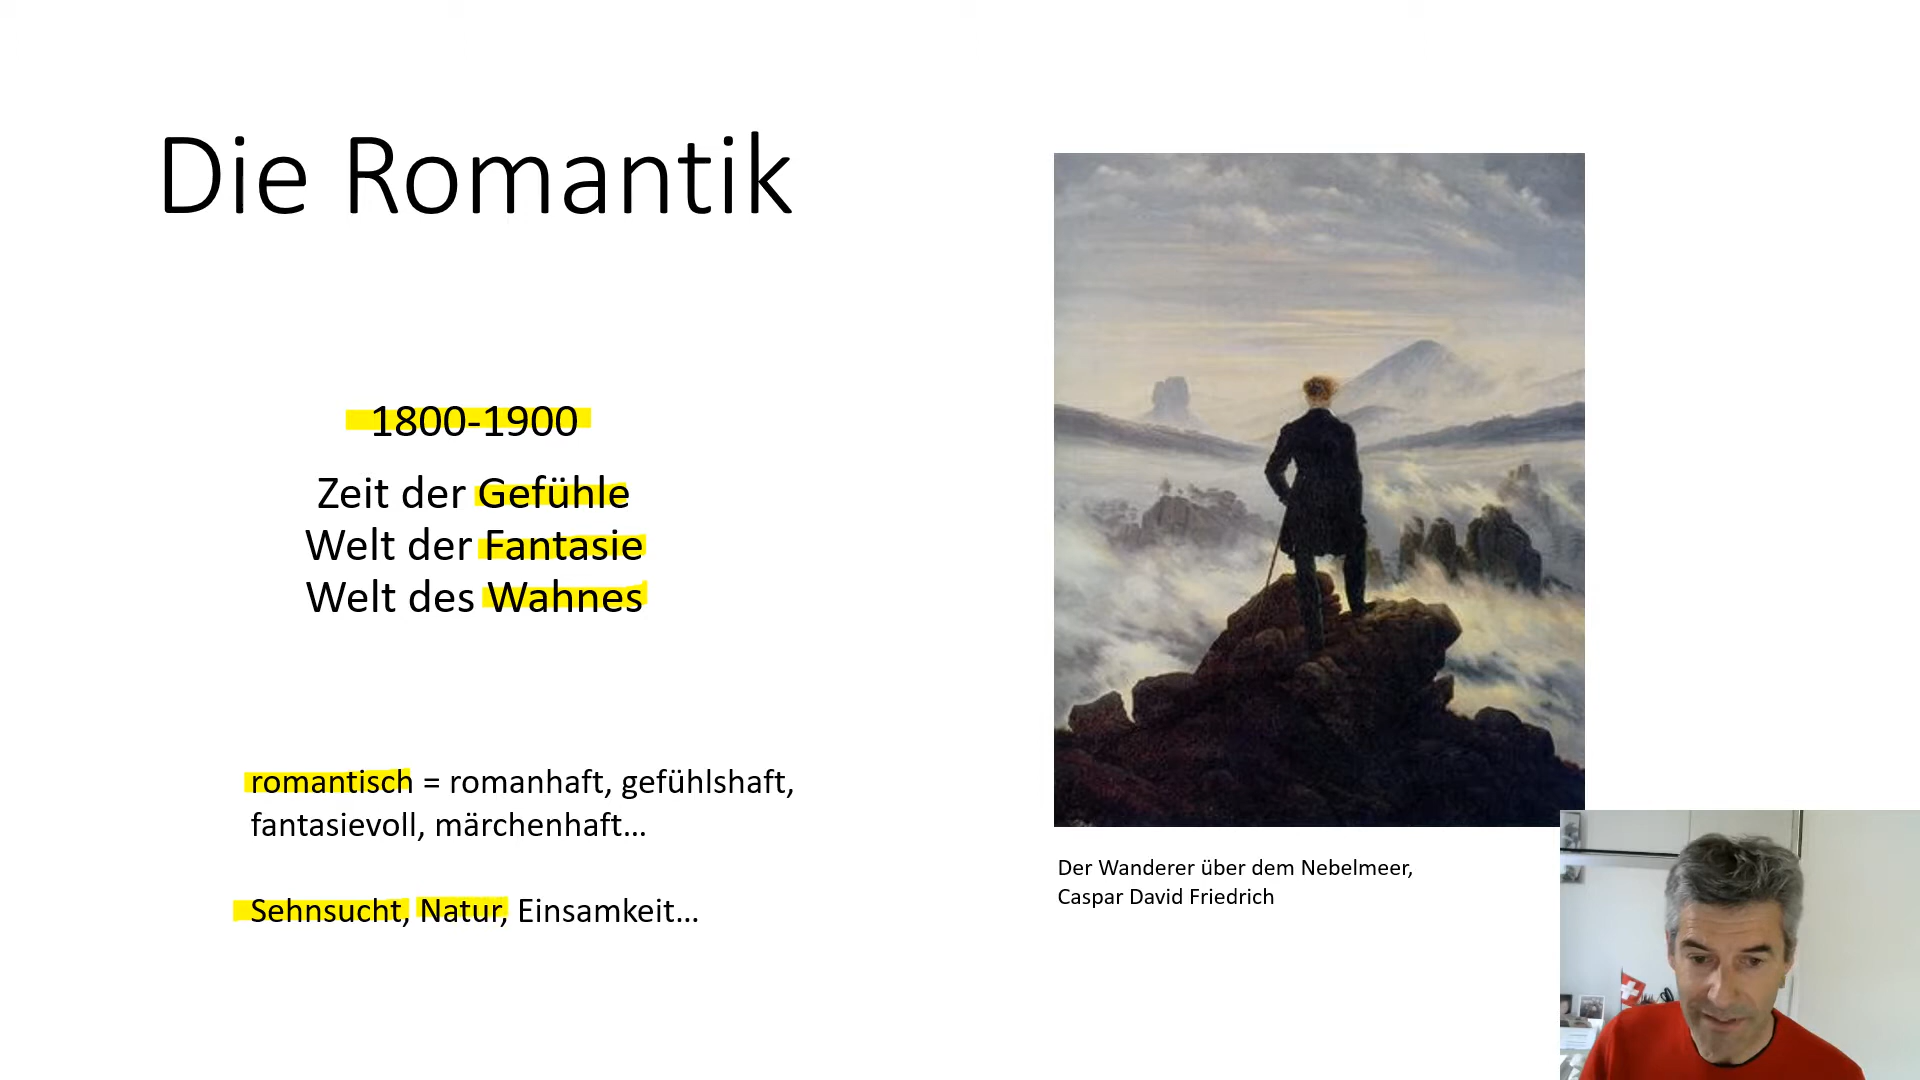 Die Romantik
1800-1900
Zeit der Gefühle
Welt der Fantasie
Welt des Wahnes
romantisch = romanhaft, gefühlshaft,
fantasievoll, märchenhaft…
Sehnsucht, Natur, Einsamkeit…
Der Wanderer über dem Nebelmeer,
Caspar David Friedrich